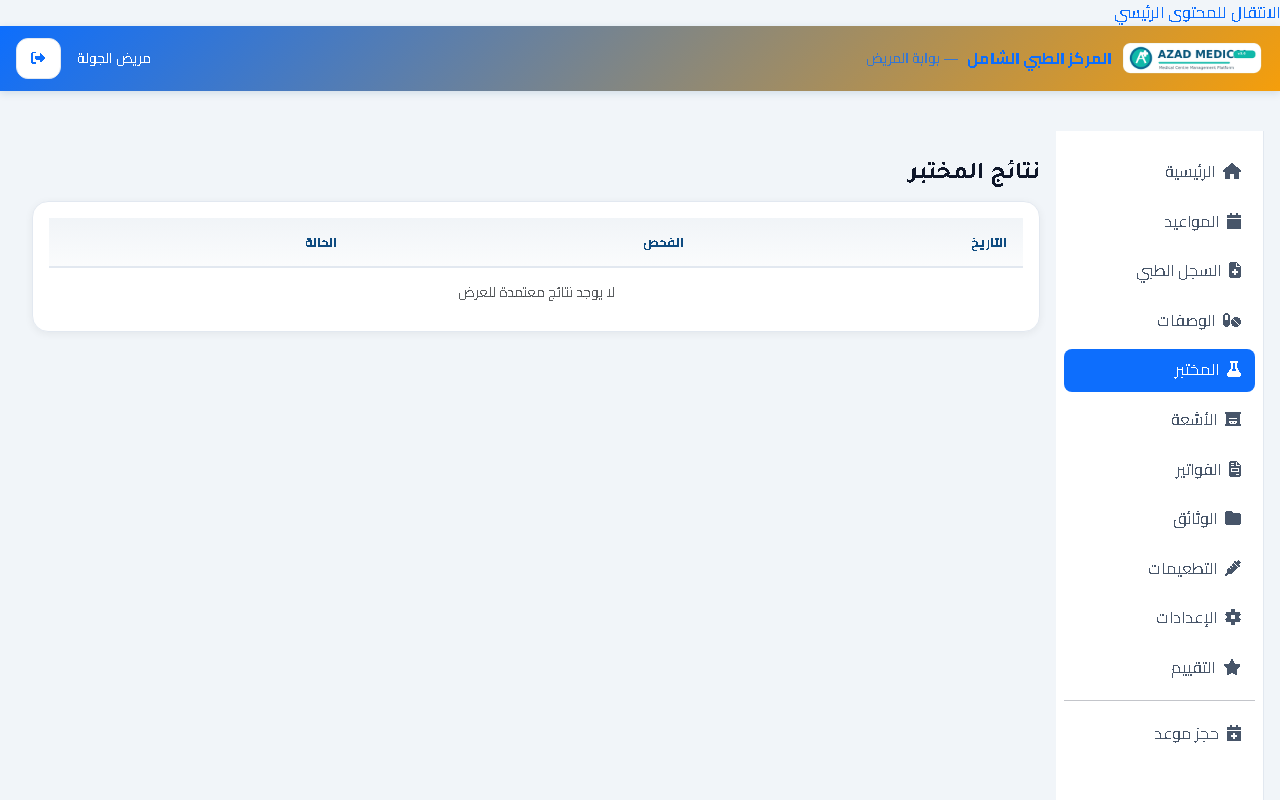 الانتقال للمحتوى الرئيسي
AZAD MEDIC
Medical Center Management Platform
المركز الطبي الشامل — بوابة المريض
مريض الجولة
الرئيسية
المواعيد
السجل الطبي
الوصفات
المختبر
الأشعة
الفواتير
الوثائق
التطعيمات
الإعدادات
التقييم
حجز موعد
نتائج المختبر
التاريخ الفحص الحالة
لا يوجد نتائج معتمدة للعرض